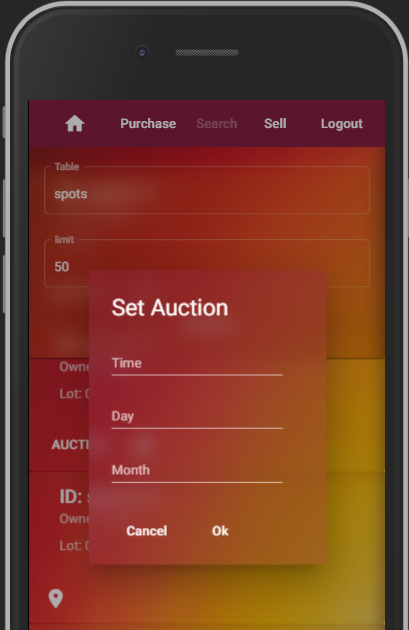 Purchase Search Sell Logout
Table
spots
limit
50
Set Auction
Time
Owne
Lot:
Day
AUCTI
Month
ID:
Owne
Lot:
Cancel Ok